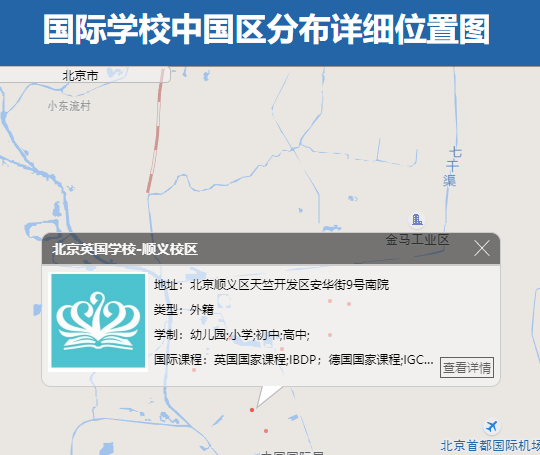 国际学校中国区分布详细位置图
北京市
小东流村
七干渠
金马工业区
北京英国学校-顺义校区
地址：北京顺义区天竺开发区安华街9号南院
类型：外籍
学制：幼儿园;小学;初中;高中;
国际课程：英国国家课程;IBDP；德国国家课程;IGC...
查看详情
北京首都国际机场